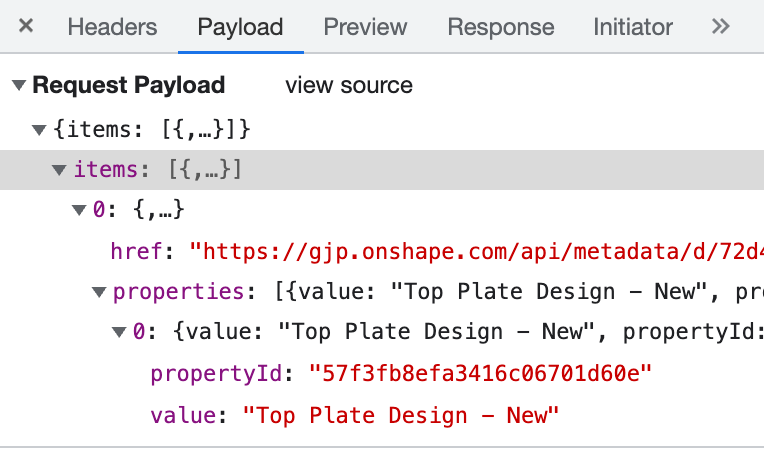 × Headers Payload Preview Response Initiator »
▼ Request Payload view source
▼ {items: [{,…}]}
▼ items: [{,…}]
▼ 0: {,…}
href: "https://gjp.onshape.com/api/metadata/d/72d4
▼ properties: [{value: "Top Plate Design - New", pro
▼ 0: {value: "Top Plate Design - New", propertyId:
propertyId: "57f3fb8efa3416c06701d60e"
value: "Top Plate Design - New"